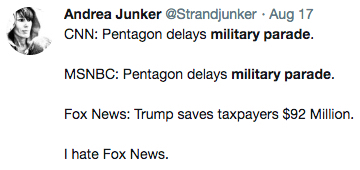 Andrea Junker @Strandjunker · Aug 17
CNN: Pentagon delays military parade.
MSNBC: Pentagon delays military parade.
Fox News: Trump saves taxpayers $92 Million.
I hate Fox News.